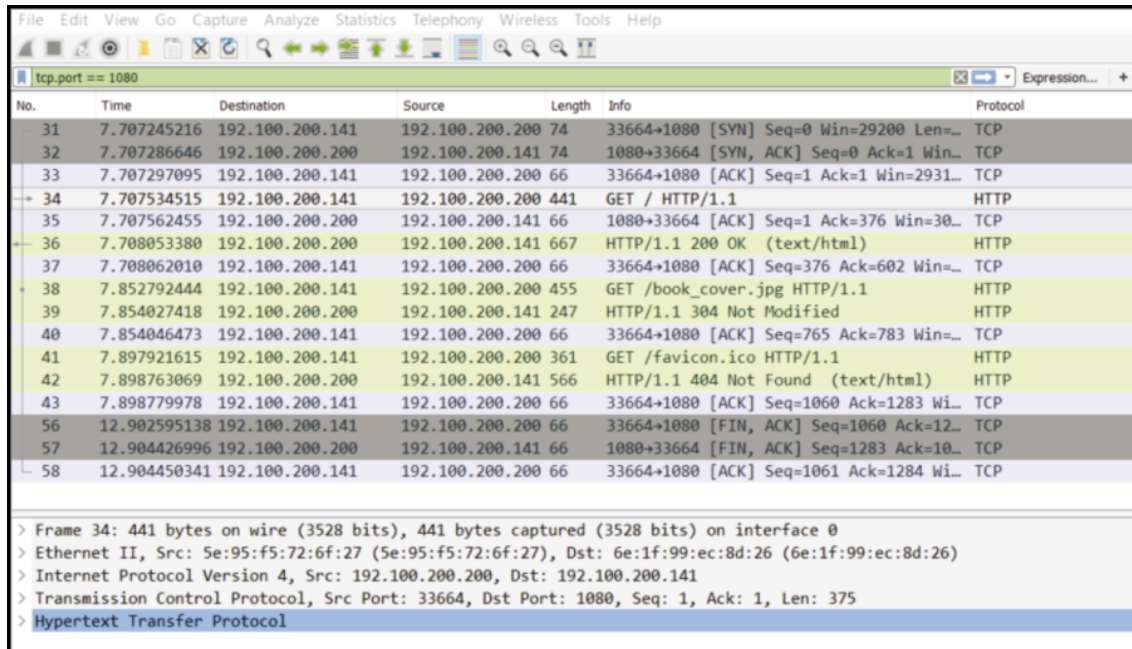 File Edit View Go Capture Analyze Statistics Telephony Wireless Tools Help
tcp.port == 1080 Expression... +
No. Time Destination Source Length Info Protocol
31 7.707245216 192.100.200.141 192.100.200.200 74 33664→1080 [SYN] Seq=0 Win=29200 Len=… TCP
32 7.707286646 192.100.200.200 192.100.200.141 74 1080→33664 [SYN, ACK] Seq=0 Ack=1 Win… TCP
33 7.707297095 192.100.200.141 192.100.200.200 66 33664→1080 [ACK] Seq=1 Ack=1 Win=2931… TCP
34 7.707534515 192.100.200.141 192.100.200.200 441 GET / HTTP/1.1 HTTP
35 7.707562455 192.100.200.200 192.100.200.141 66 1080→33664 [ACK] Seq=1 Ack=376 Win=30… TCP
36 7.708053380 192.100.200.200 192.100.200.141 667 HTTP/1.1 200 OK (text/html) HTTP
37 7.708062010 192.100.200.141 192.100.200.200 66 33664→1080 [ACK] Seq=376 Ack=602 Win=… TCP
38 7.852792444 192.100.200.141 192.100.200.200 455 GET /book_cover.jpg HTTP/1.1 HTTP
39 7.854027418 192.100.200.200 192.100.200.141 247 HTTP/1.1 304 Not Modified HTTP
40 7.854046473 192.100.200.141 192.100.200.200 66 33664→1080 [ACK] Seq=765 Ack=783 Win=… TCP
41 7.897921615 192.100.200.141 192.100.200.200 361 GET /favicon.ico HTTP/1.1 HTTP
42 7.898763069 192.100.200.200 192.100.200.141 566 HTTP/1.1 404 Not Found (text/html) HTTP
43 7.898779978 192.100.200.141 192.100.200.200 66 33664→1080 [ACK] Seq=1060 Ack=1283 Wi… TCP
56 12.902595138 192.100.200.141 192.100.200.200 66 33664→1080 [FIN, ACK] Seq=1060 Ack=12… TCP
57 12.904426996 192.100.200.200 192.100.200.141 66 1080→33664 [FIN, ACK] Seq=1283 Ack=10… TCP
58 12.904450341 192.100.200.141 192.100.200.200 66 33664→1080 [ACK] Seq=1061 Ack=1284 Wi… TCP
> Frame 34: 441 bytes on wire (3528 bits), 441 bytes captured (3528 bits) on interface 0
> Ethernet II, Src: 5e:95:f5:72:6f:27 (5e:95:f5:72:6f:27), Dst: 6e:1f:99:ec:8d:26 (6e:1f:99:ec:8d:26)
> Internet Protocol Version 4, Src: 192.100.200.200, Dst: 192.100.200.141
> Transmission Control Protocol, Src Port: 33664, Dst Port: 1080, Seq: 1, Ack: 1, Len: 375
> Hypertext Transfer Protocol